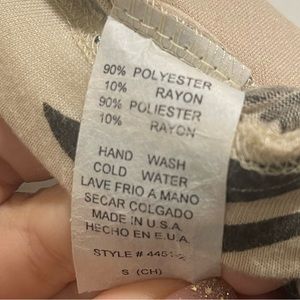 90% POLYESTER
10% RAYON
90% POLIESTER
10% RAYON
HAND WASH
COLD WATER
LAVE FRIO A MANO
SECAR COLGADO
MADE IN U.S.A.
HECHO EN E.U.A.
STYLE #
S (CH)